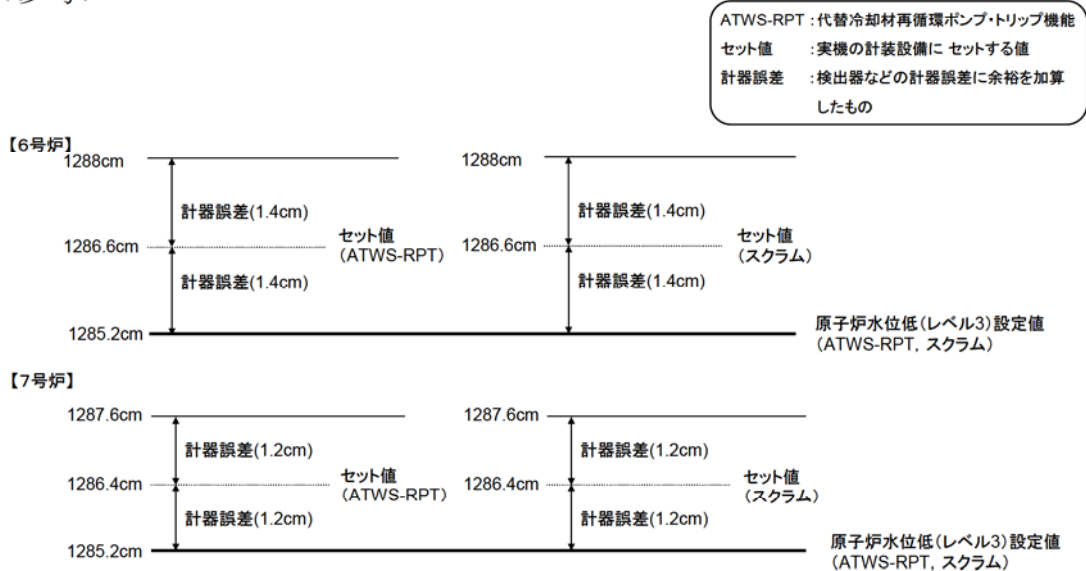 ATWS-RPT：代替冷却材再循環ポンプ・トリップ機能
セット値　：実機の計装設備に セットする値
計器誤差　：検出器などの計器誤差に余裕を加算
したもの
【6号炉】
1288cm
1288cm
計器誤差(1.4cm)
計器誤差(1.4cm)
1286.6cm
セット値
(ATWS-RPT)
1286.6cm
セット値
(スクラム)
計器誤差(1.4cm)
計器誤差(1.4cm)
1285.2cm
原子炉水位低(レベル3)設定値
(ATWS-RPT, スクラム)
【7号炉】
1287.6cm
1287.6cm
計器誤差(1.2cm)
計器誤差(1.2cm)
1286.4cm
セット値
(ATWS-RPT)
1286.4cm
セット値
(スクラム)
計器誤差(1.2cm)
計器誤差(1.2cm)
1285.2cm
原子炉水位低(レベル3)設定値
(ATWS-RPT, スクラム)